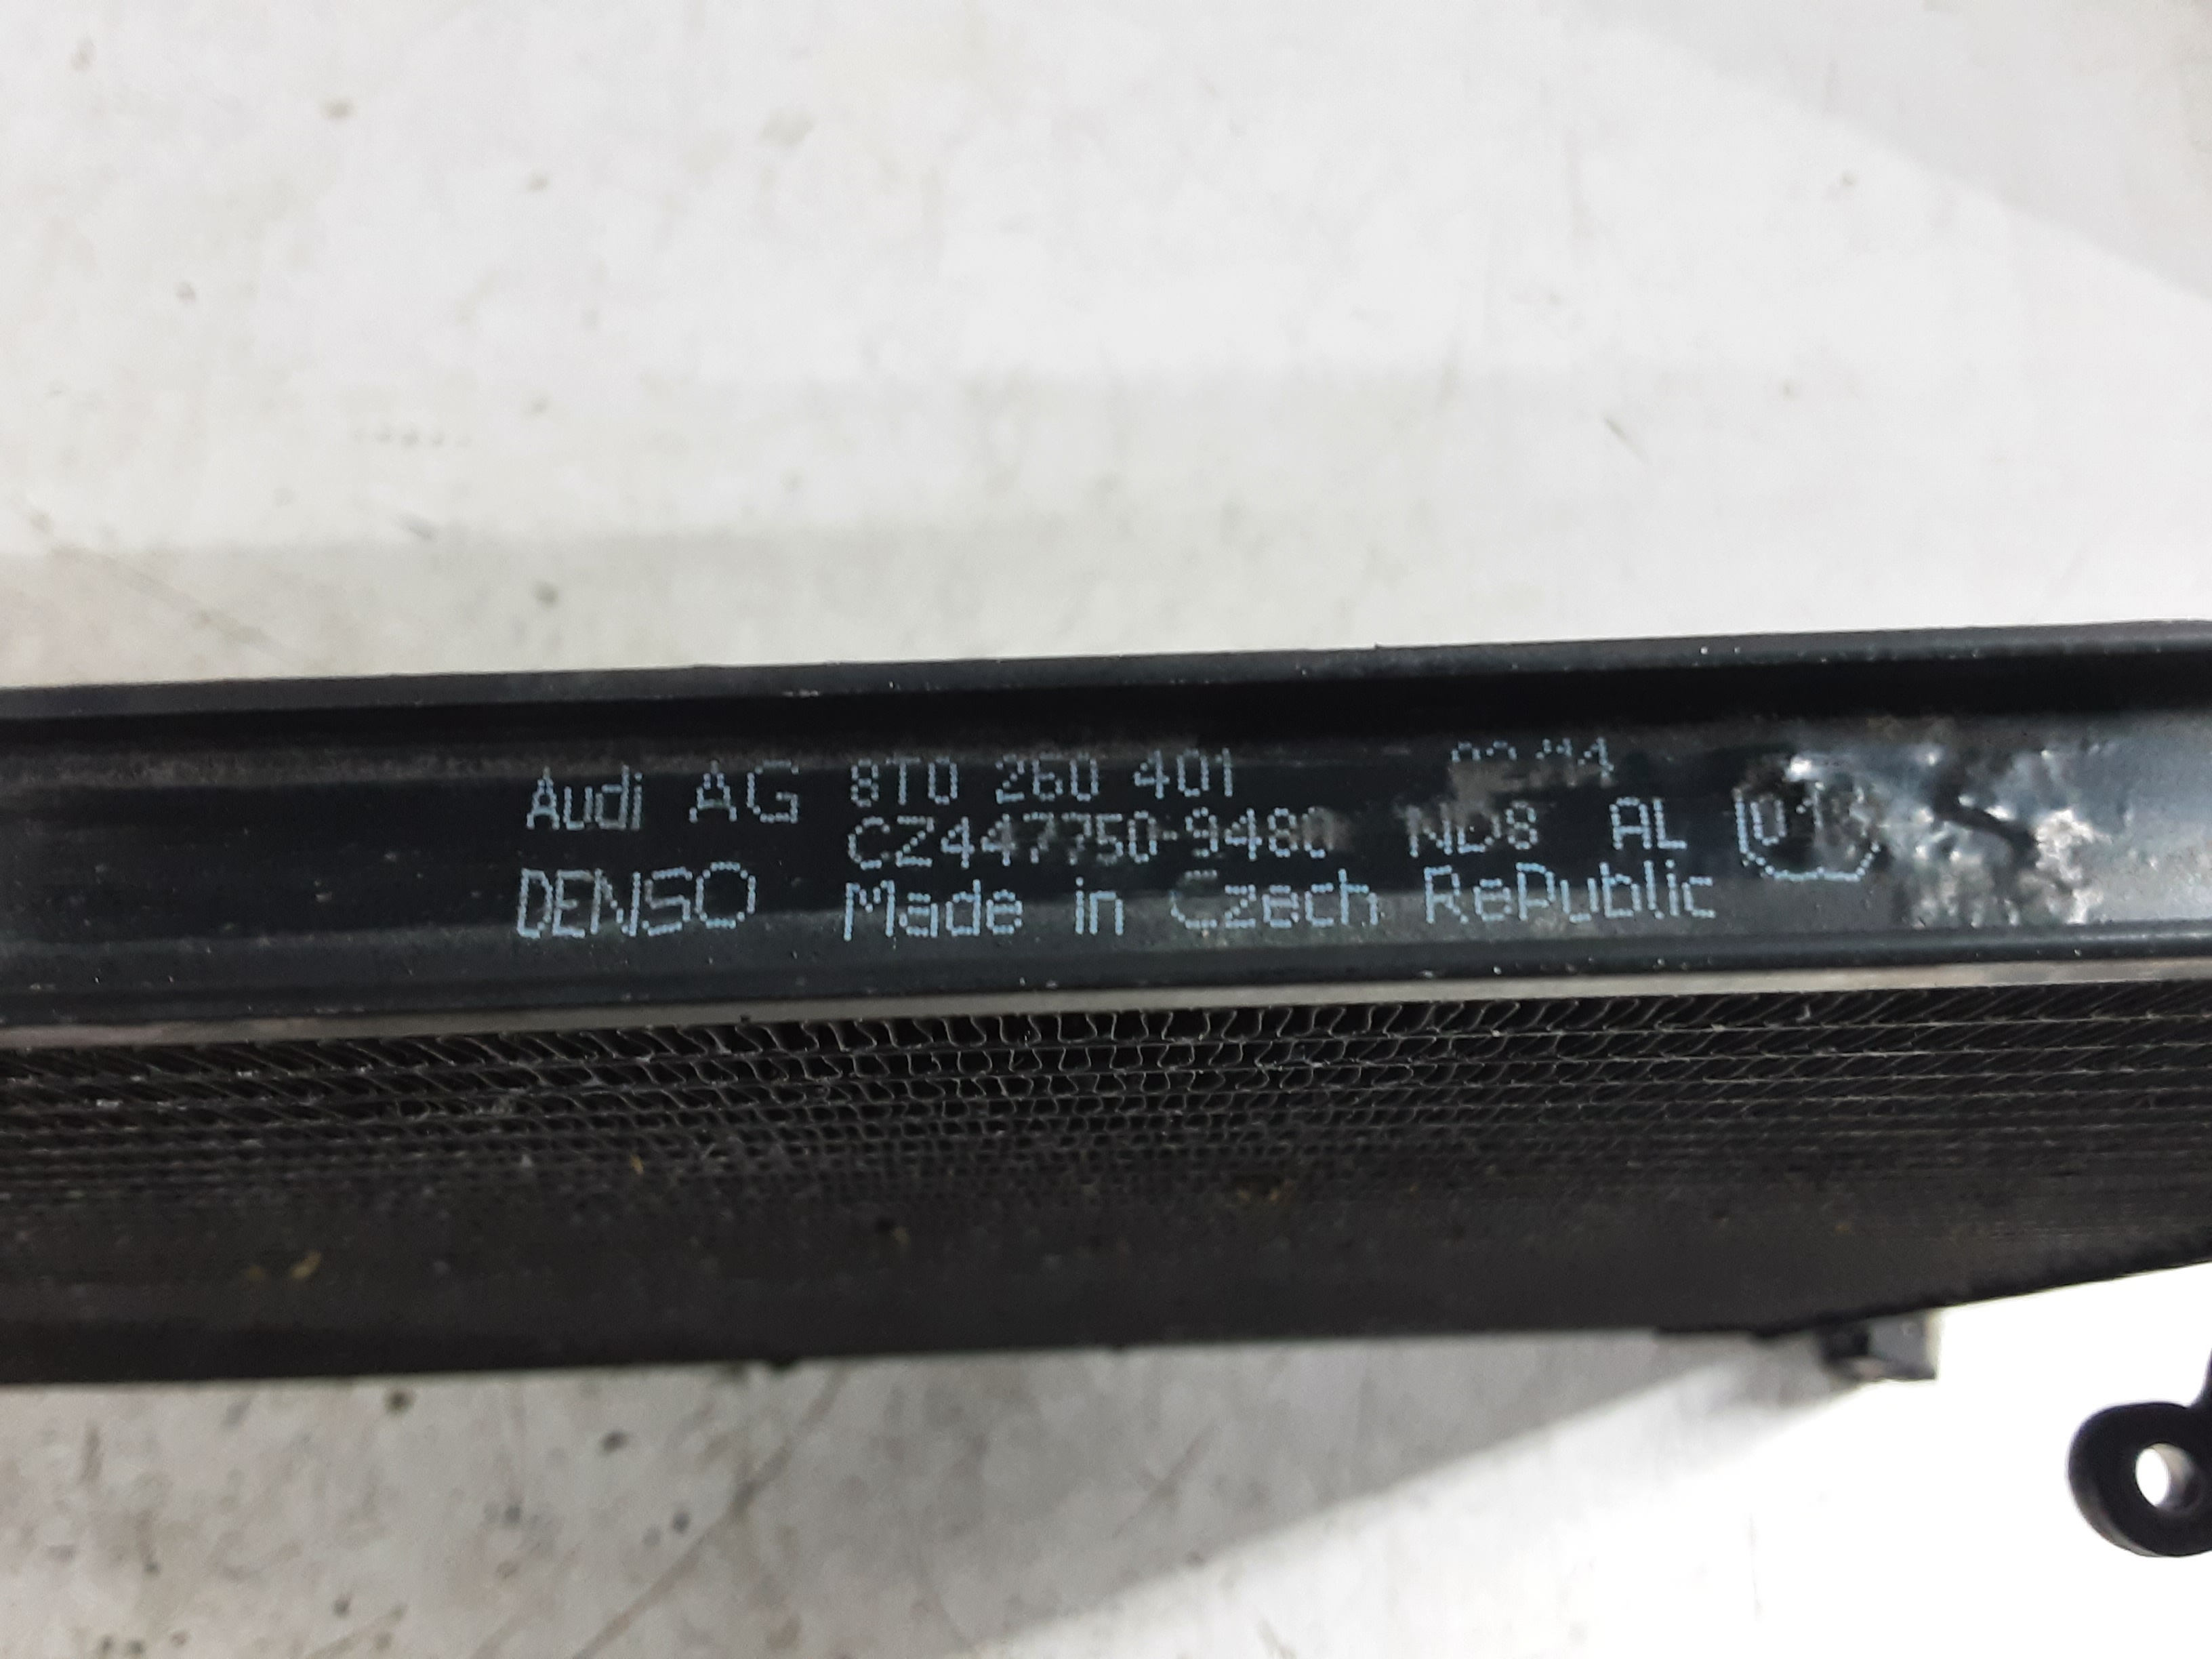 Audi AG 8T0 260 401
CZ447750-9480 ND8 AL
DENSO Made in Czech RePublic